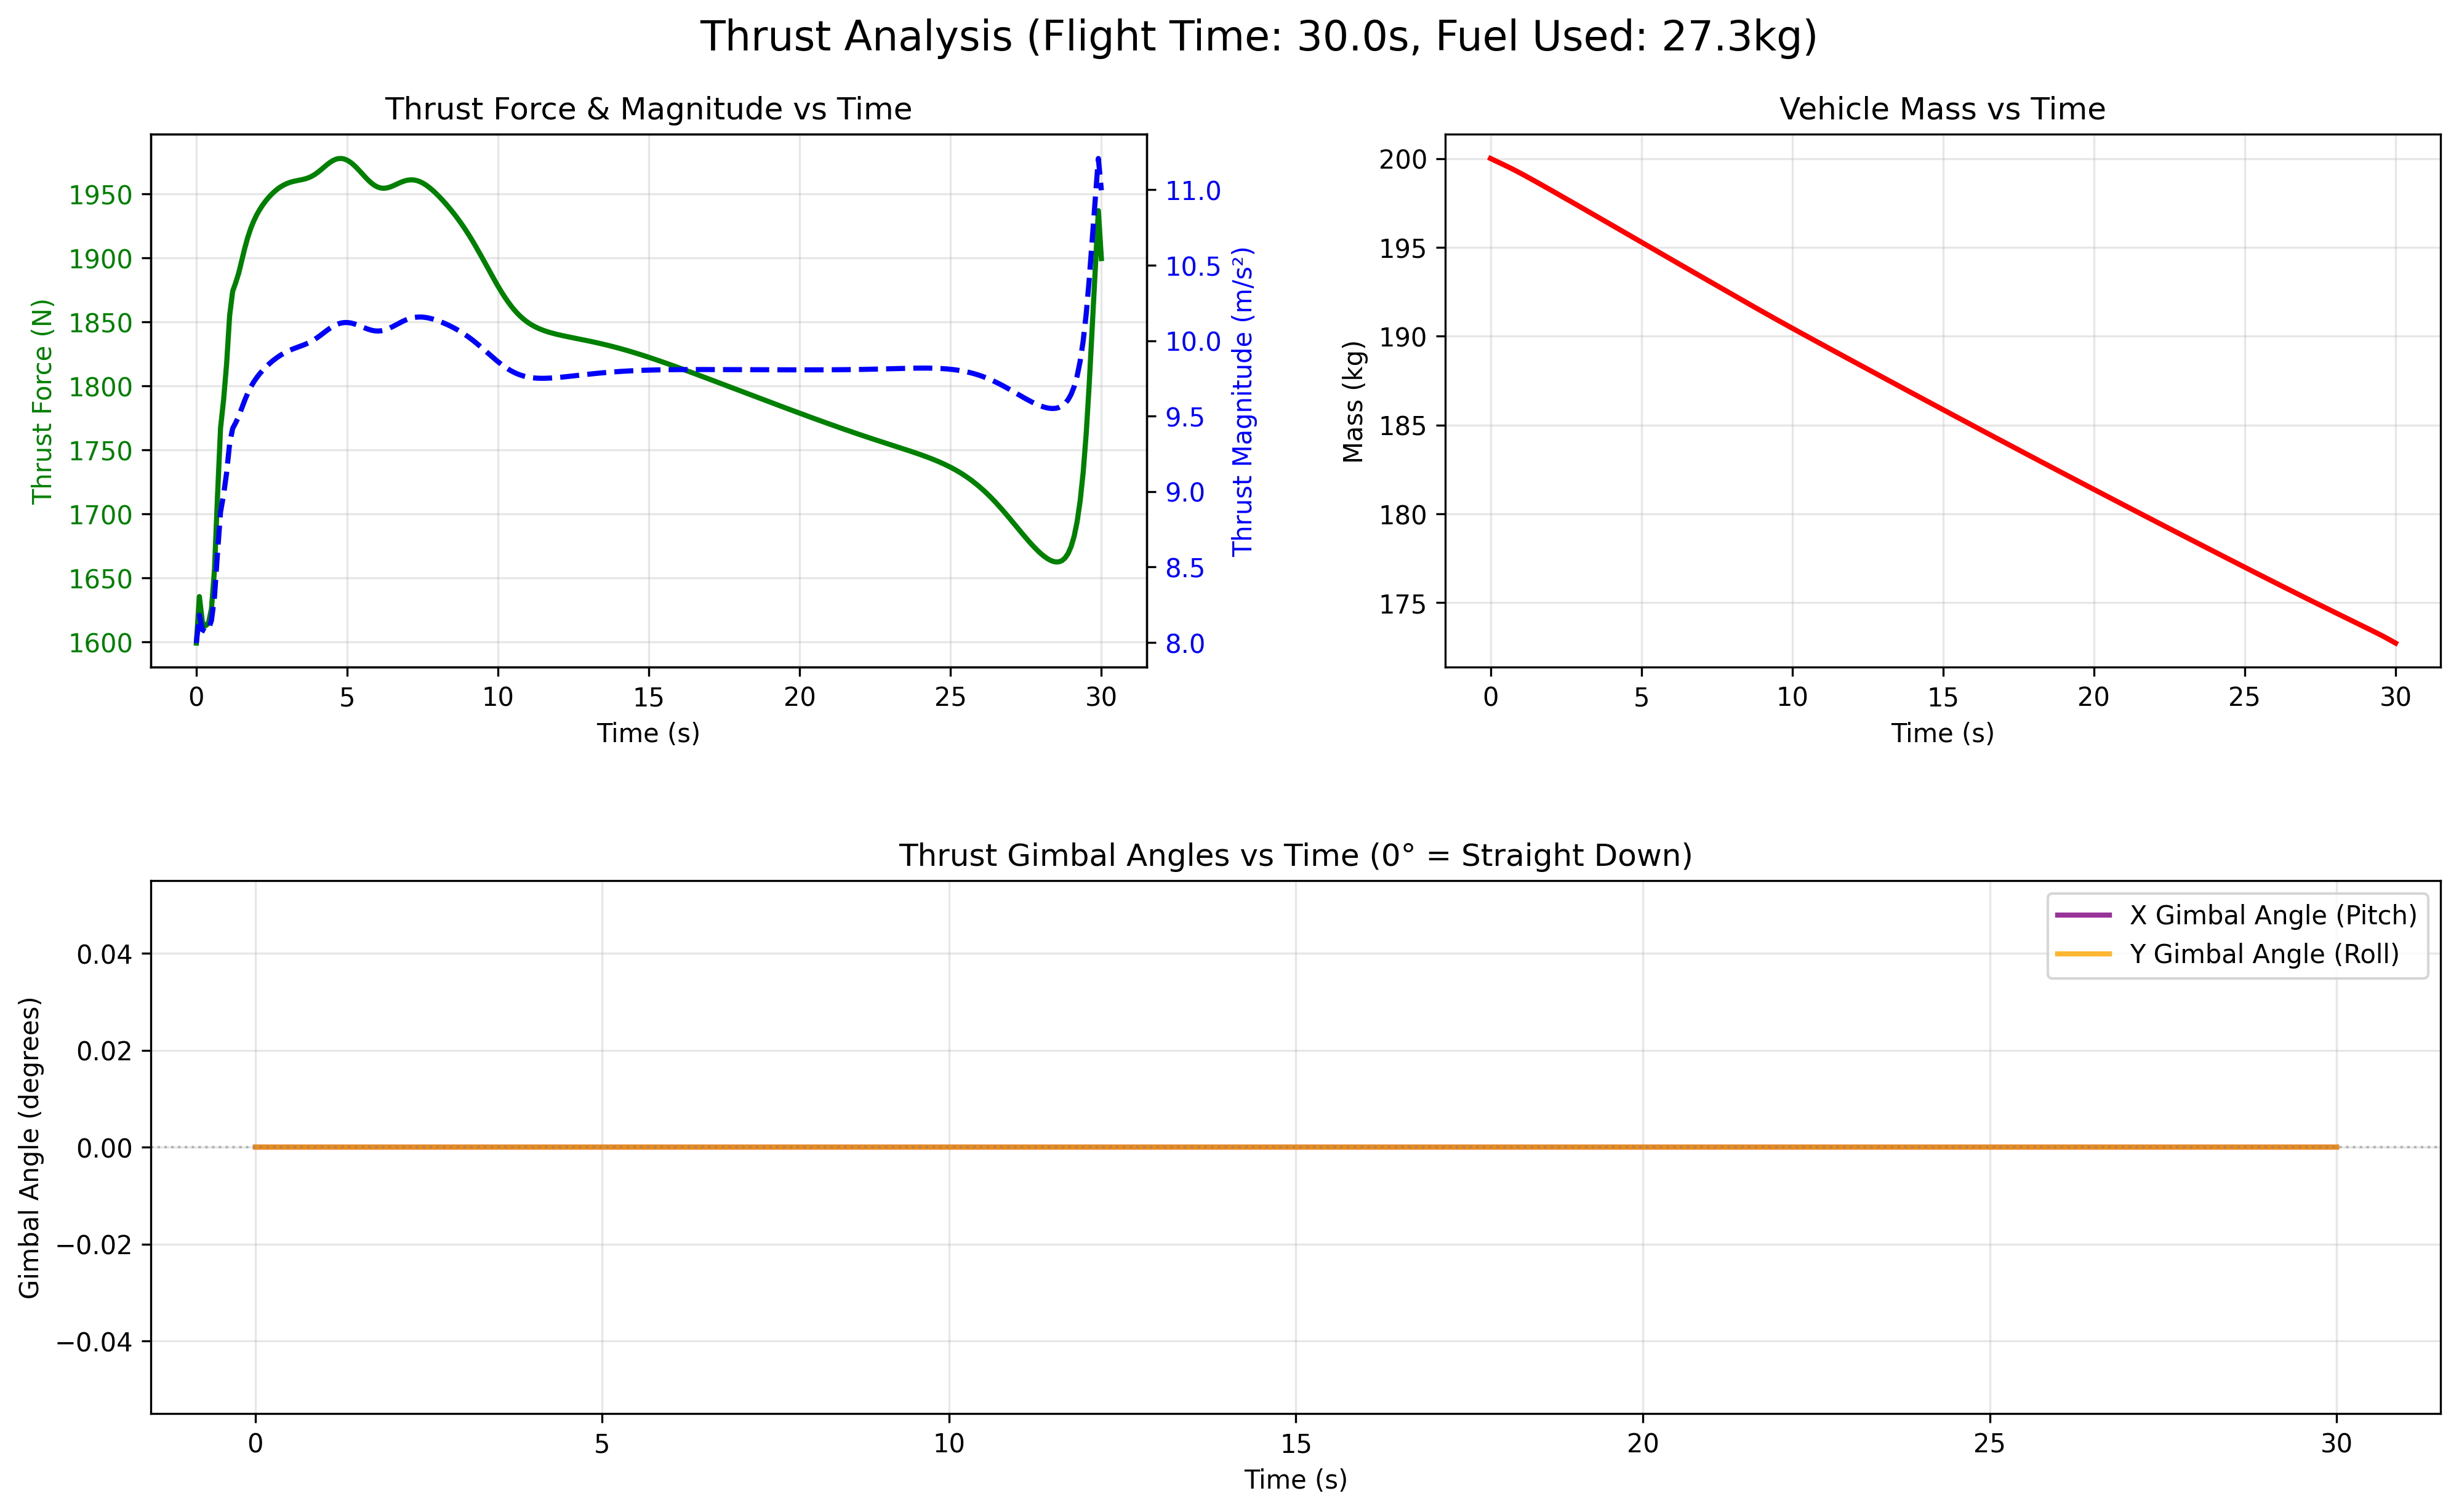 Thrust Analysis (Flight Time: 30.0s, Fuel Used: 27.3kg)
Thrust Force & Magnitude vs Time
Thrust Force (N)
1950
1900
1850
1800
1750
1700
1650
1600
11.0
10.5
10.0
9.5
9.0
8.5
8.0
Thrust Magnitude (m/s²)
0 5 10 15 20 25 30
Time (s)
Vehicle Mass vs Time
Mass (kg)
200
195
190
185
180
175
0 5 10 15 20 25 30
Time (s)
Thrust Gimbal Angles vs Time (0° = Straight Down)
Gimbal Angle (degrees)
0.04
0.02
0.00
−0.02
−0.04
X Gimbal Angle (Pitch)
Y Gimbal Angle (Roll)
0 5 10 15 20 25 30
Time (s)